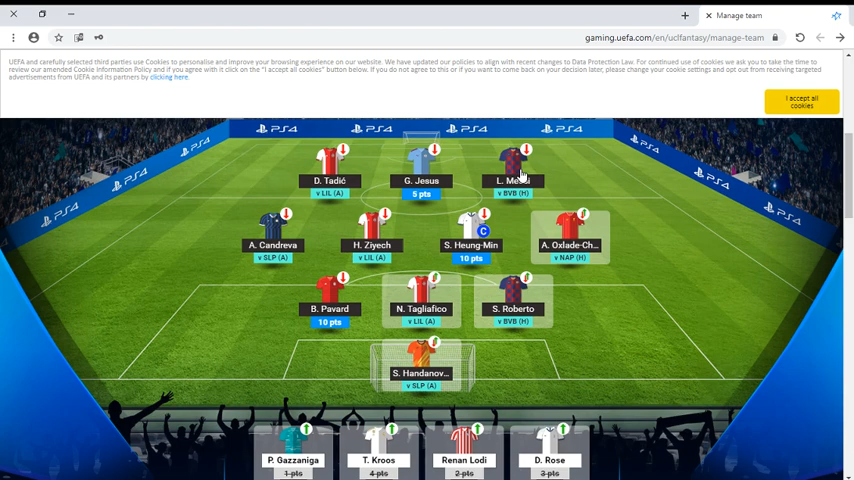 Manage team
gaming.uefa.com/en/uclfantasy/manage-team
UEFA and carefully selected third parties use Cookies to personalise and improve your browsing experience on our website. We have updated our policies to align with recent changes to Data Protection Law. For continued use of cookies we ask you to take the time to
review our amended Cookie Information Policy and if you agree with it click on the "I accept all cookies" button below. If you do not agree to this or if you want to come back on your decision later, please change your cookie settings and opt out from receiving targeted
advertisements from UEFA and its partners by clicking here.
I accept all
cookies
PS4 PS4 PS4 PS4
PS4 PS4
PS4 PS4
PS4 PS4
D. Tadić G. Jesus L.
v LIL (A) 5 pts v BVB (H)
A. Candreva H. Ziyech S. Heung-Min C A. Oxlade-Ch...
v SLP (A) v LIL (A) 10 pts v NAP (H)
B. Pavard N. Tagliafico S. Roberto
10 pts v LIL (A) v BVB (H)
S. Handanov...
v SLP (A)
P. Gazzaniga T. Kroos Renan Lodi D. Rose
1 pts 4 pts 2 pts 3 pts